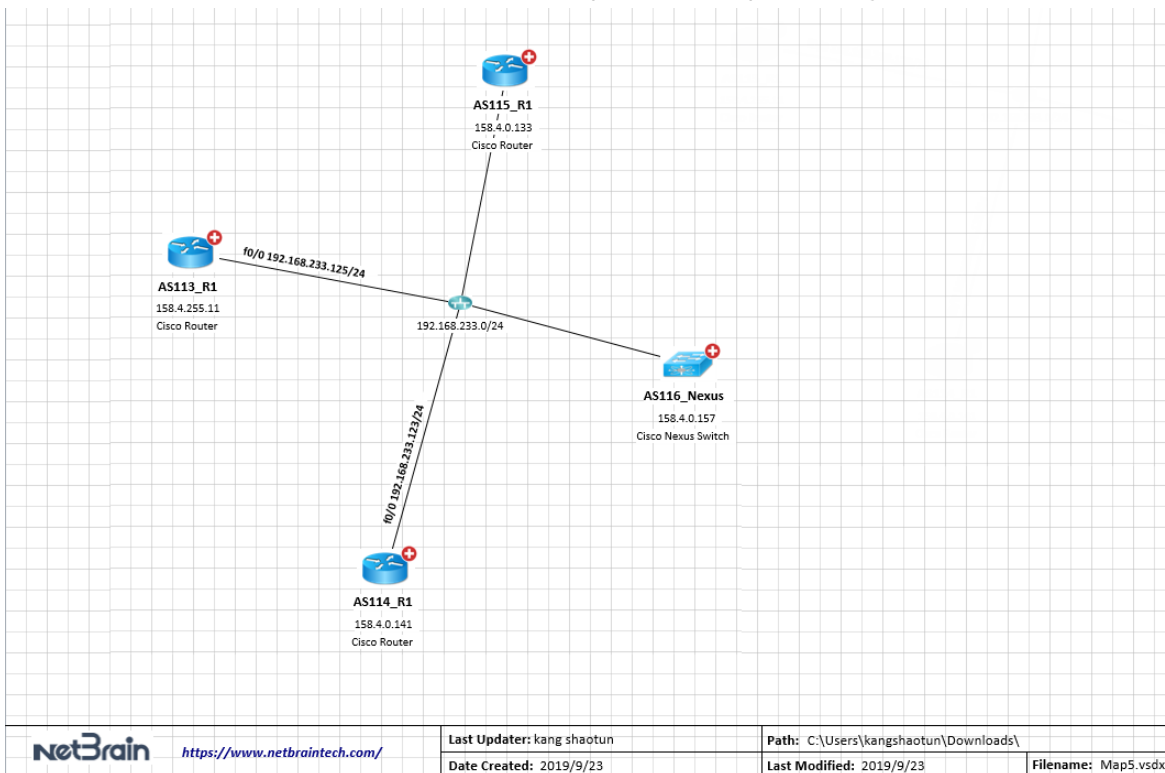 AS115_R1
158.4.0.133
Cisco Router
f0/0 192.168.233.125/24
AS113_R1
158.4.255.11
Cisco Router
192.168.233.0/24
AS116_Nexus
158.4.0.157
Cisco Nexus Switch
f0/0 192.168.233.123/24
AS114_R1
158.4.0.141
Cisco Router
NetBrain
https://www.netbraintech.com/
Last Updater: kang shaotun
Path: C:\Users\kangshaotun\Downloads\
Date Created: 2019/9/23
Last Modified: 2019/9/23
Filename: Map5.vsdx